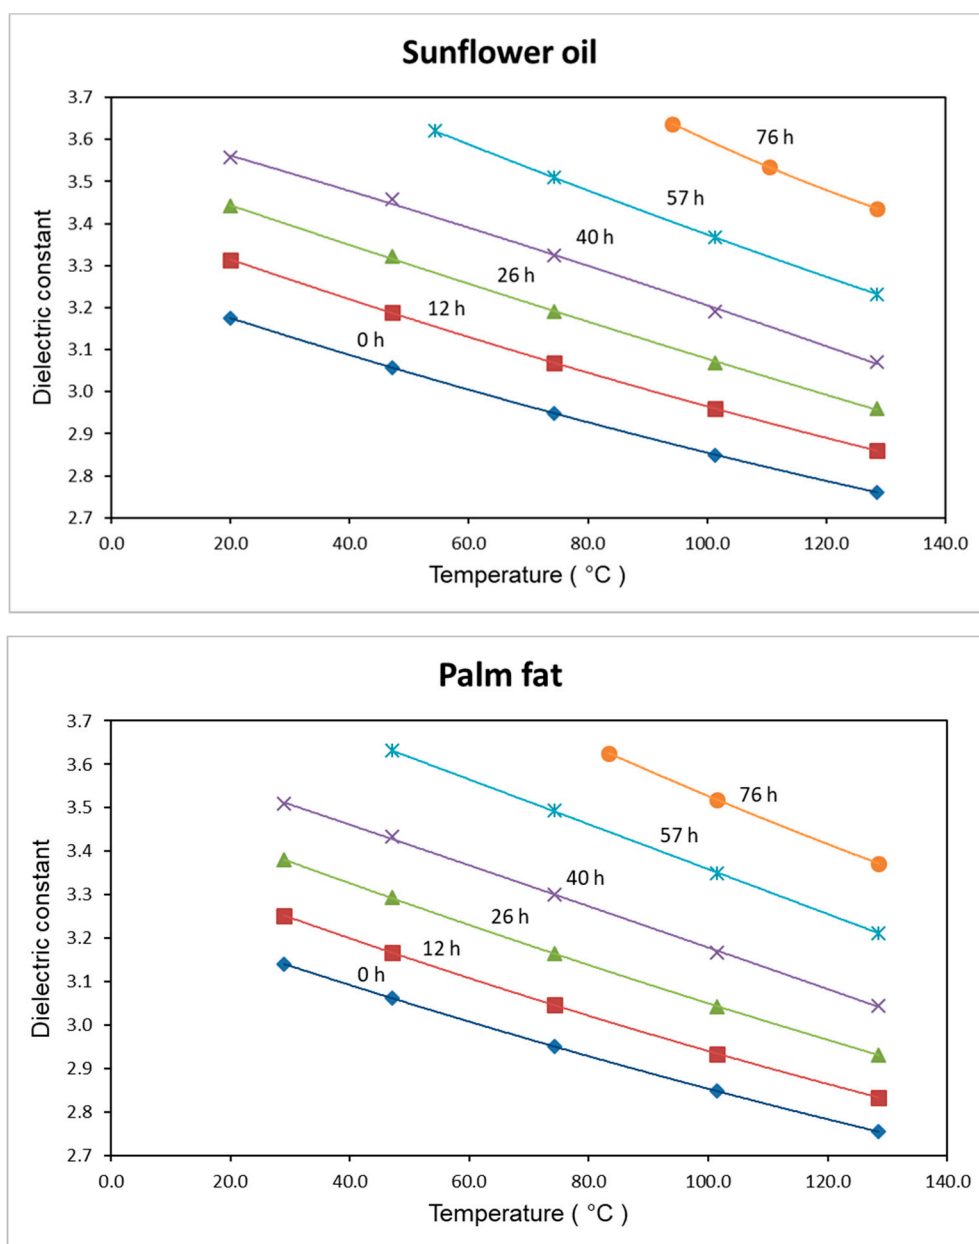 Sunflower oil
3.7
3.6
3.5
3.4
3.3
3.2
3.1
3.0
2.9
2.8
2.7
Dielectric constant
76 h
57 h
40 h
26 h
12 h
0 h
0.0 20.0 40.0 60.0 80.0 100.0 120.0 140.0
Temperature ( °C )
Palm fat
3.7
3.6
3.5
3.4
3.3
3.2
3.1
3.0
2.9
2.8
2.7
Dielectric constant
76 h
57 h
40 h
26 h
12 h
0 h
0.0 20.0 40.0 60.0 80.0 100.0 120.0 140.0
Temperature ( °C )